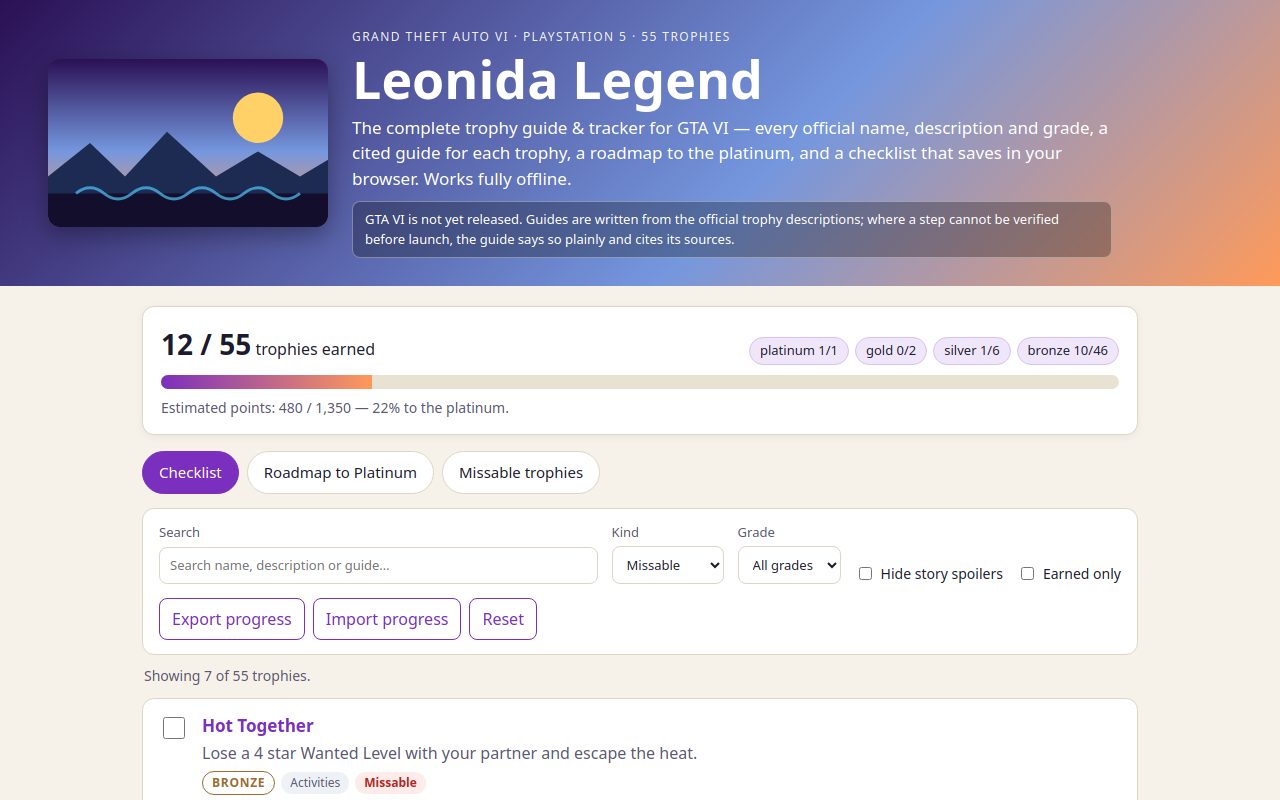 GRAND THEFT AUTO VI · PLAYSTATION 5 · 55 TROPHIES
Leonida Legend
The complete trophy guide & tracker for GTA VI — every official name, description and grade, a
cited guide for each trophy, a roadmap to the platinum, and a checklist that saves in your
browser. Works fully offline.
GTA VI is not yet released. Guides are written from the official trophy descriptions; where a step cannot be verified
before launch, the guide says so plainly and cites its sources.
12 / 55 trophies earned
platinum 1/1
gold 0/2
silver 1/6
bronze 10/46
Estimated points: 480 / 1,350 — 22% to the platinum.
Checklist
Roadmap to Platinum
Missable trophies
Search
Kind
Grade
Search name, description or guide...
Missable
All grades
Hide story spoilers
Earned only
Export progress
Import progress
Reset
Showing 7 of 55 trophies.
Hot Together
Lose a 4 star Wanted Level with your partner and escape the heat.
BRONZE
Activities
Missable